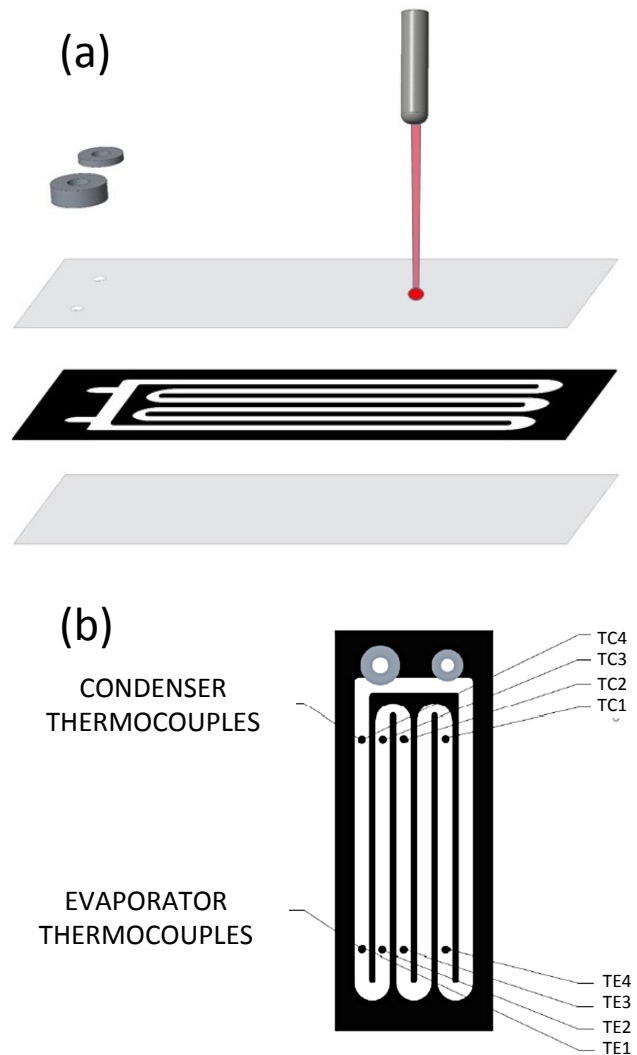 (a)
(b)
CONDENSER
THERMOCOUPLES
TC4
TC3
TC2
TC1
EVAPORATOR
THERMOCOUPLES
TE4
TE3
TE2
TE1